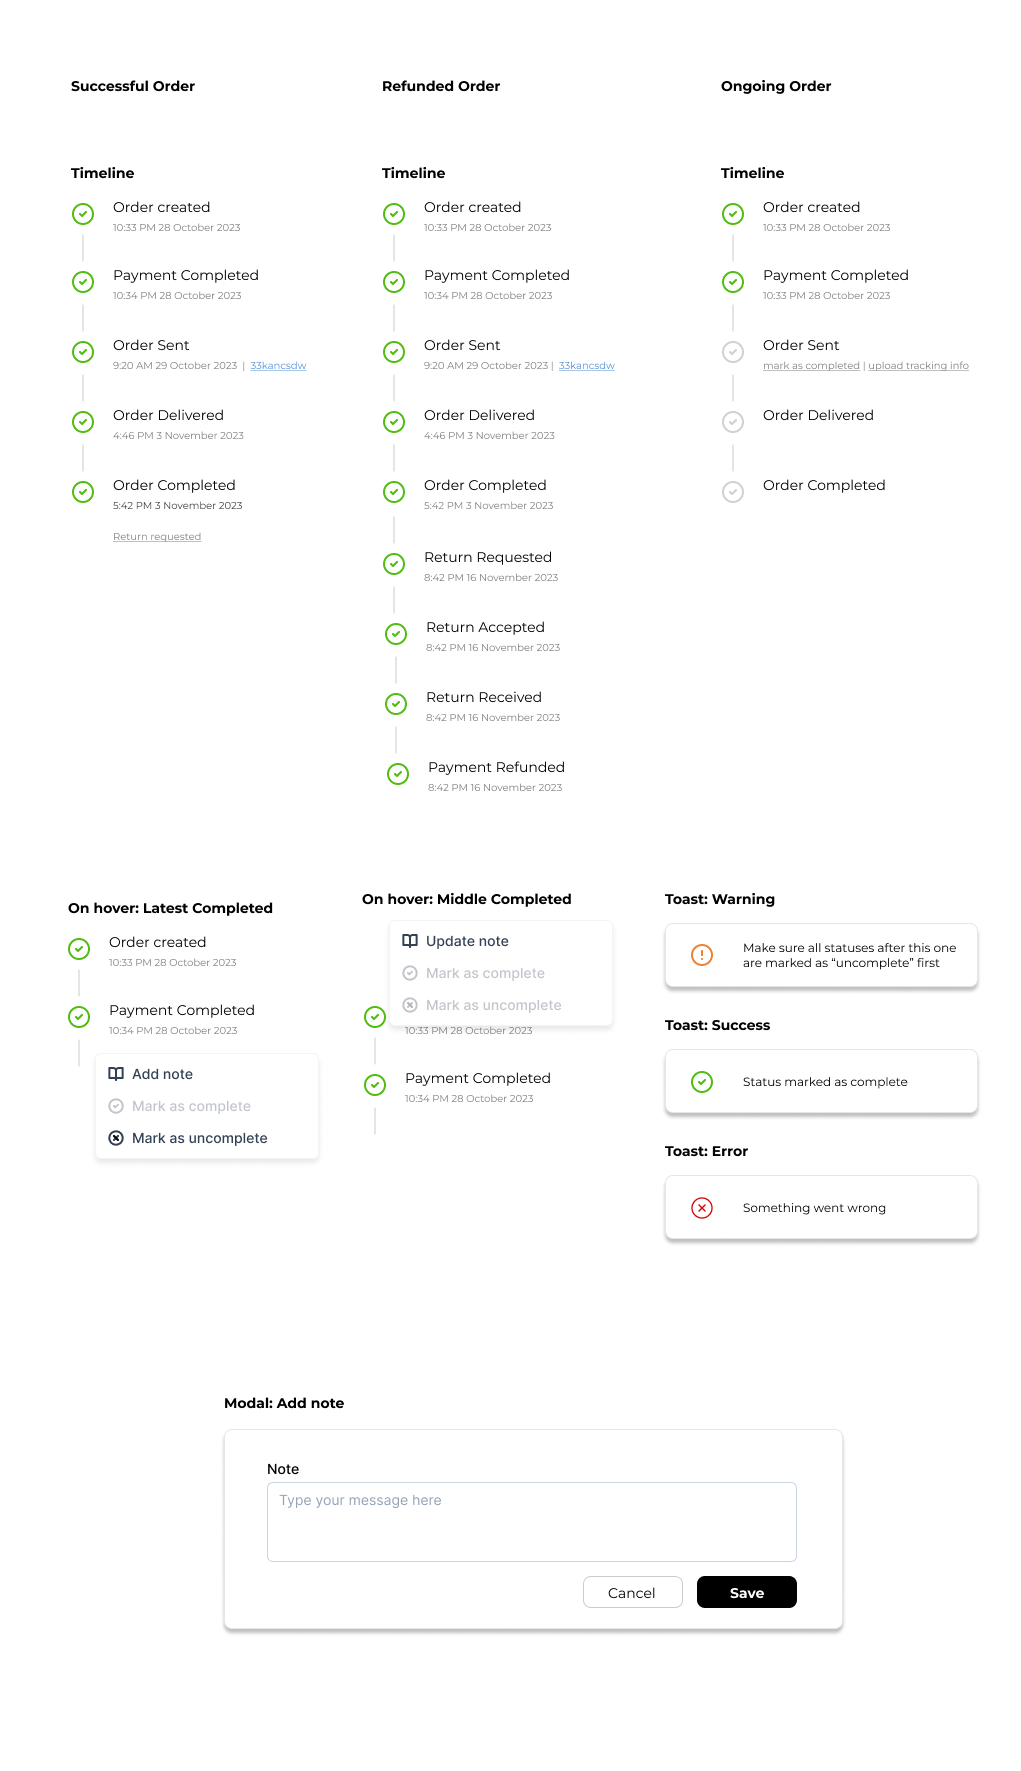 Successful Order
Refunded Order
Ongoing Order
Timeline
Order created
10:33 PM 28 October 2023
Payment Completed
10:34 PM 28 October 2023
Order Sent
9:20 AM 29 October 2023 | 33kancsdw
Order Delivered
4:46 PM 3 November 2023
Order Completed
5:42 PM 3 November 2023
Return requested
Timeline
Order created
10:33 PM 28 October 2023
Payment Completed
10:34 PM 28 October 2023
Order Sent
9:20 AM 29 October 2023 | 33kancsdw
Order Delivered
4:46 PM 3 November 2023
Order Completed
5:42 PM 3 November 2023
Return Requested
8:42 PM 16 November 2023
Return Accepted
8:42 PM 16 November 2023
Return Received
8:42 PM 16 November 2023
Payment Refunded
8:42 PM 16 November 2023
Timeline
Order created
10:33 PM 28 October 2023
Payment Completed
10:33 PM 28 October 2023
Order Sent
mark as completed | upload tracking info
Order Delivered
Order Completed
On hover: Latest Completed
Order created
10:33 PM 28 October 2023
Payment Completed
10:34 PM 28 October 2023
Add note
Mark as complete
Mark as uncomplete
On hover: Middle Completed
Update note
Mark as complete
Mark as uncomplete
10:33 PM 28 October 2023
Payment Completed
10:34 PM 28 October 2023
Toast: Warning
Make sure all statuses after this one
are marked as “uncomplete” first
Toast: Success
Status marked as complete
Toast: Error
Something went wrong
Modal: Add note
Note
Type your message here
Cancel
Save